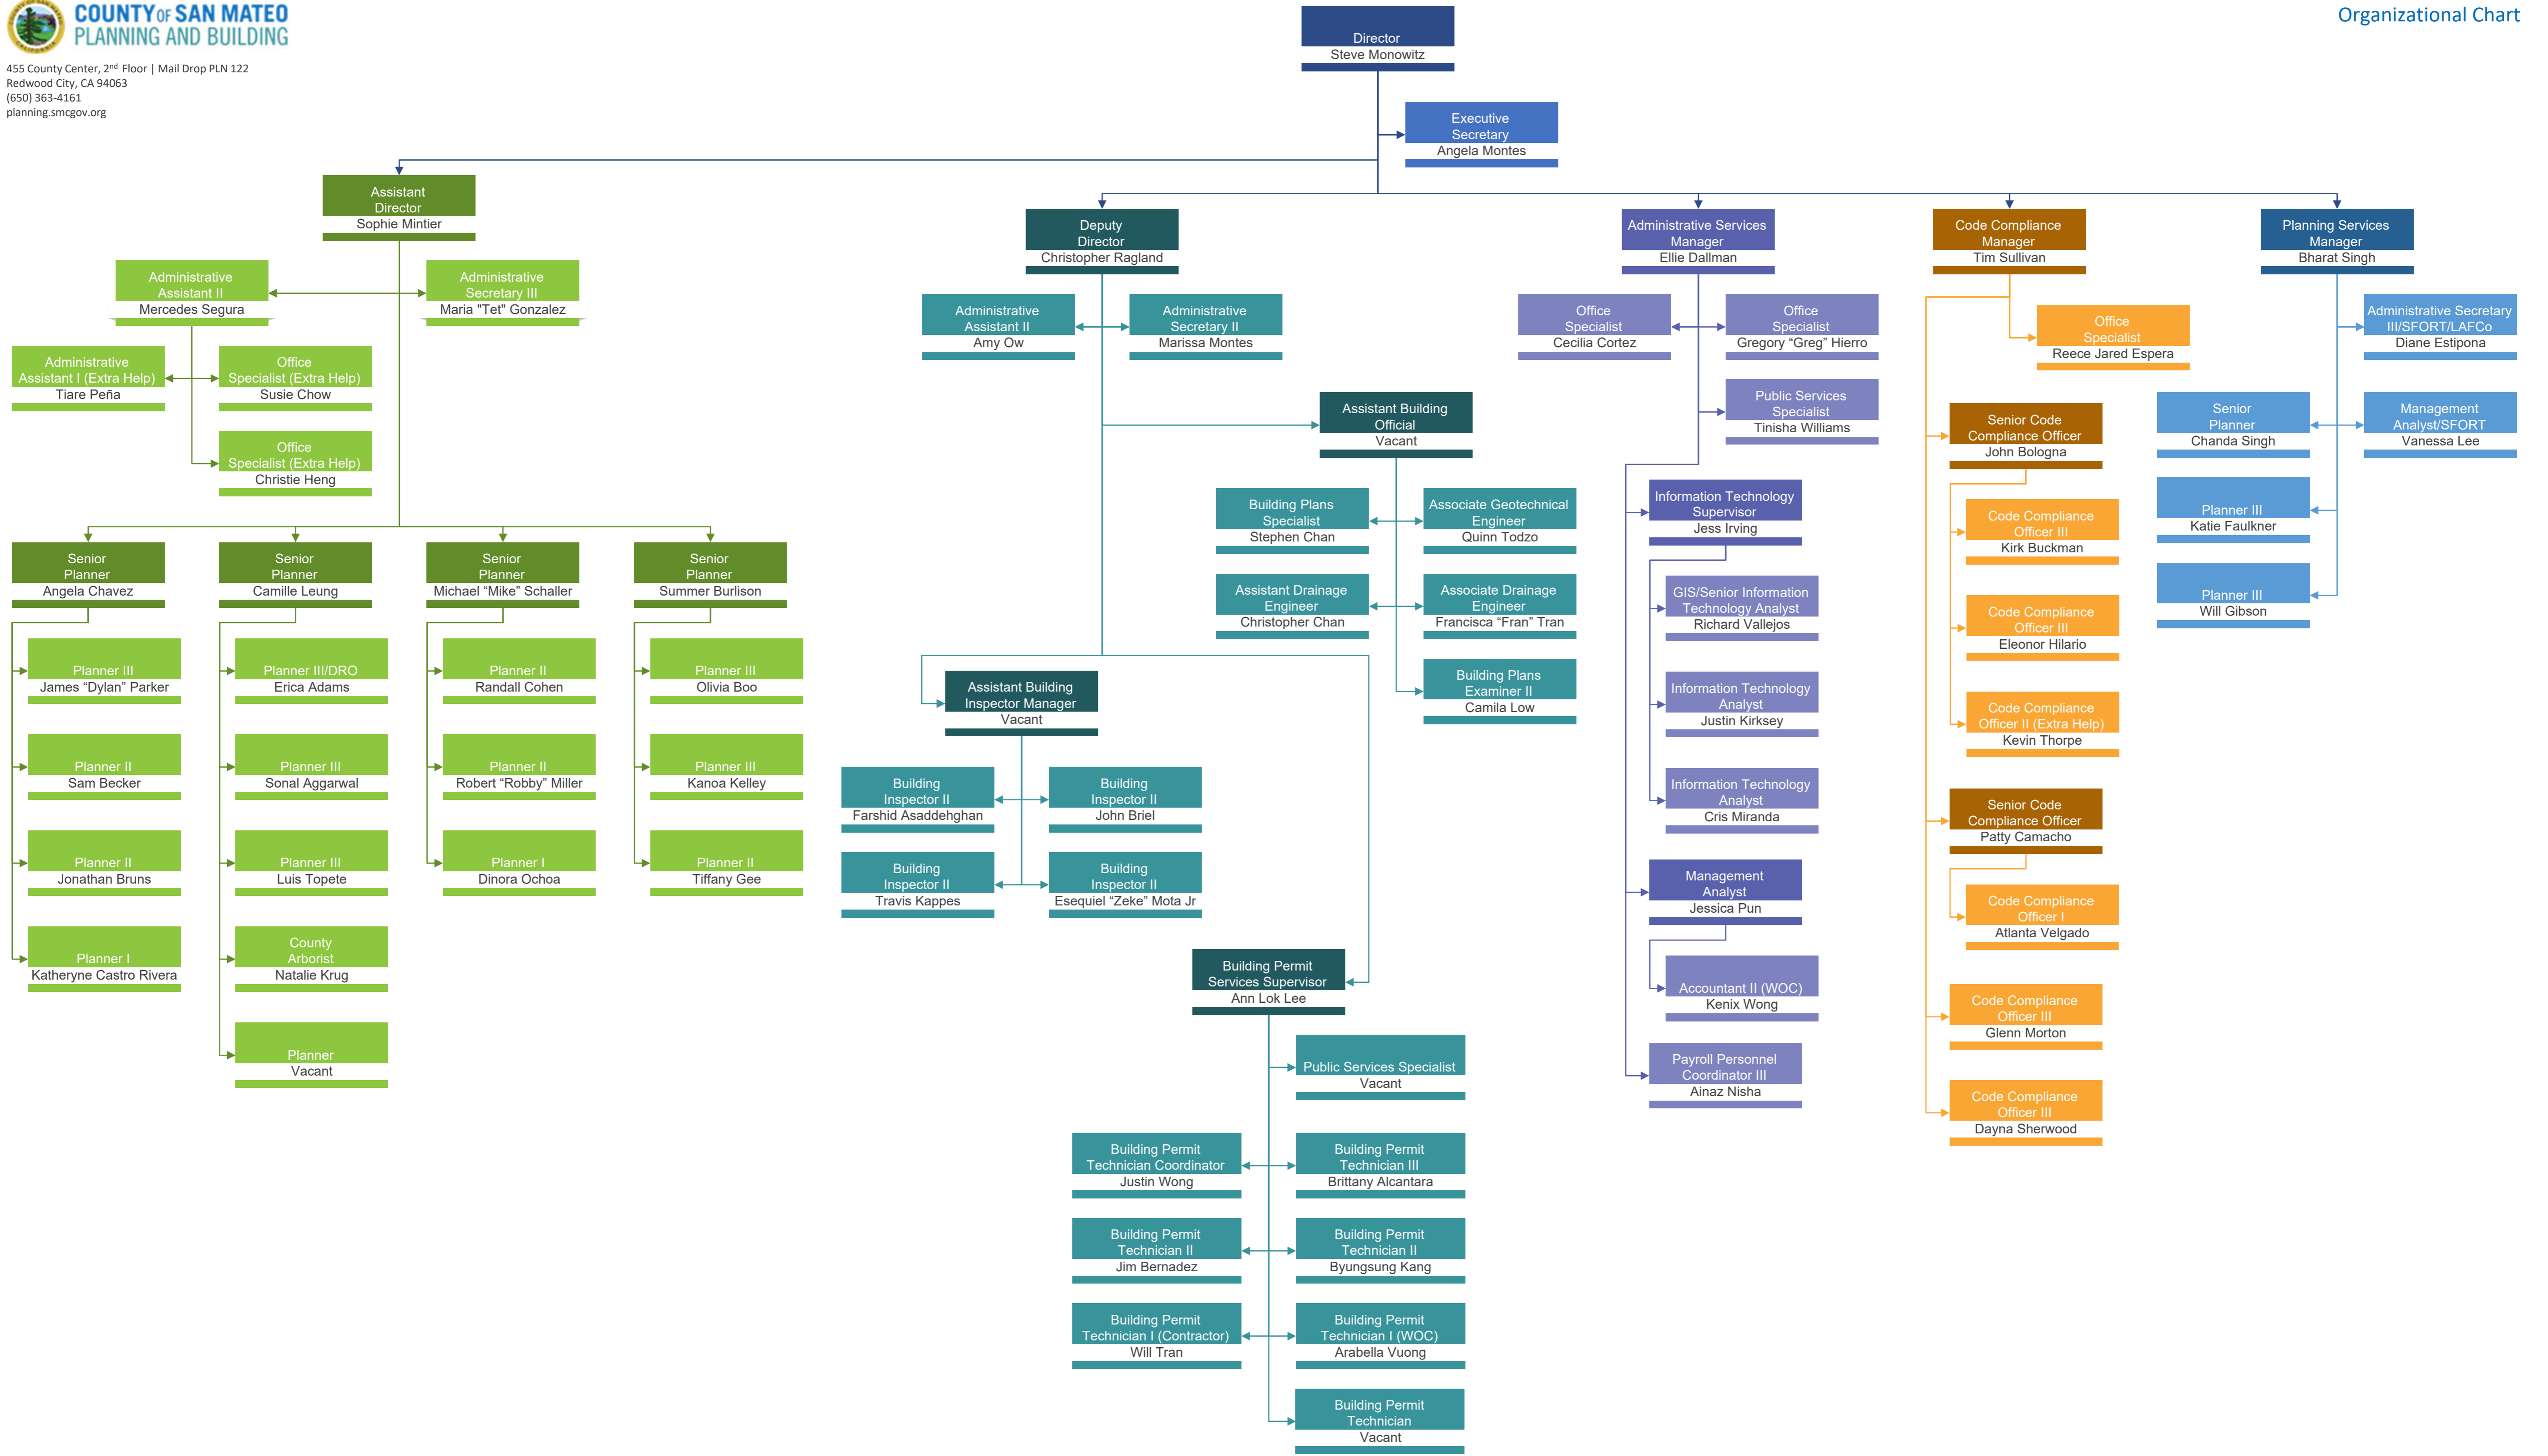 COUNTY OF SAN MATEO
PLANNING AND BUILDING
455 County Center, 2nd Floor | Mail Drop PLN 122
Redwood City, CA 94063
(650) 363-4161
planning.smcgov.org
Organizational Chart
Director
Steve Monowitz
Executive
Secretary
Angela Montes
Assistant
Director
Sophie Mintier
Administrative
Assistant II
Mercedes Segura
Administrative
Secretary III
Maria "Tet" Gonzalez
Administrative
Assistant I (Extra Help)
Tiare Peña
Office
Specialist (Extra Help)
Susie Chow
Office
Specialist (Extra Help)
Christie Heng
Senior
Planner
Angela Chavez
Planner III
James “Dylan” Parker
Planner II
Sam Becker
Planner II
Jonathan Bruns
Planner I
Katheryne Castro Rivera
Senior
Planner
Camille Leung
Planner III/DRO
Erica Adams
Planner III
Sonal Aggarwal
Planner III
Luis Topete
County
Arborist
Natalie Krug
Planner
Vacant
Senior
Planner
Michael “Mike” Schaller
Planner II
Randall Cohen
Planner II
Robert “Robby” Miller
Planner I
Dinora Ochoa
Senior
Planner
Summer Burlison
Planner III
Olivia Boo
Planner III
Kanoa Kelley
Planner II
Tiffany Gee
Deputy
Director
Christopher Ragland
Administrative
Assistant II
Amy Ow
Administrative
Secretary II
Marissa Montes
Assistant Building
Official
Vacant
Building Plans
Specialist
Stephen Chan
Associate Geotechnical
Engineer
Quinn Todzo
Assistant Drainage
Engineer
Christopher Chan
Associate Drainage
Engineer
Francisca “Fran” Tran
Building Plans
Examiner II
Camila Low
Assistant Building
Inspector Manager
Vacant
Building
Inspector II
Farshid Asaddehghan
Building
Inspector II
John Briel
Building
Inspector II
Travis Kappes
Building
Inspector II
Esequiel “Zeke” Mota Jr
Building Permit
Services Supervisor
Ann Lok Lee
Public Services Specialist
Vacant
Building Permit
Technician Coordinator
Justin Wong
Building Permit
Technician III
Brittany Alcantara
Building Permit
Technician II
Jim Bernadez
Building Permit
Technician II
Byungsung Kang
Building Permit
Technician I (Contractor)
Will Tran
Building Permit
Technician I (WOC)
Arabella Vuong
Building Permit
Technician
Vacant
Administrative Services
Manager
Ellie Dallman
Office
Specialist
Cecilia Cortez
Office
Specialist
Gregory “Greg” Hierro
Public Services
Specialist
Tinisha Williams
Information Technology
Supervisor
Jess Irving
GIS/Senior Information
Technology Analyst
Richard Vallejos
Information Technology
Analyst
Justin Kirksey
Information Technology
Analyst
Cris Miranda
Management
Analyst
Jessica Pun
Accountant II (WOC)
Kenix Wong
Payroll Personnel
Coordinator III
Ainaz Nisha
Code Compliance
Manager
Tim Sullivan
Office
Specialist
Reece Jared Espera
Senior Code
Compliance Officer
John Bologna
Code Compliance
Officer III
Kirk Buckman
Code Compliance
Officer III
Eleonor Hilario
Code Compliance
Officer II (Extra Help)
Kevin Thorpe
Senior Code
Compliance Officer
Patty Camacho
Code Compliance
Officer I
Atlanta Velgado
Code Compliance
Officer III
Glenn Morton
Code Compliance
Officer III
Dayna Sherwood
Planning Services
Manager
Bharat Singh
Administrative Secretary
III/SFORT/LAFCo
Diane Estipona
Senior
Planner
Chanda Singh
Management
Analyst/SFORT
Vanessa Lee
Planner III
Katie Faulkner
Planner III
Will Gibson